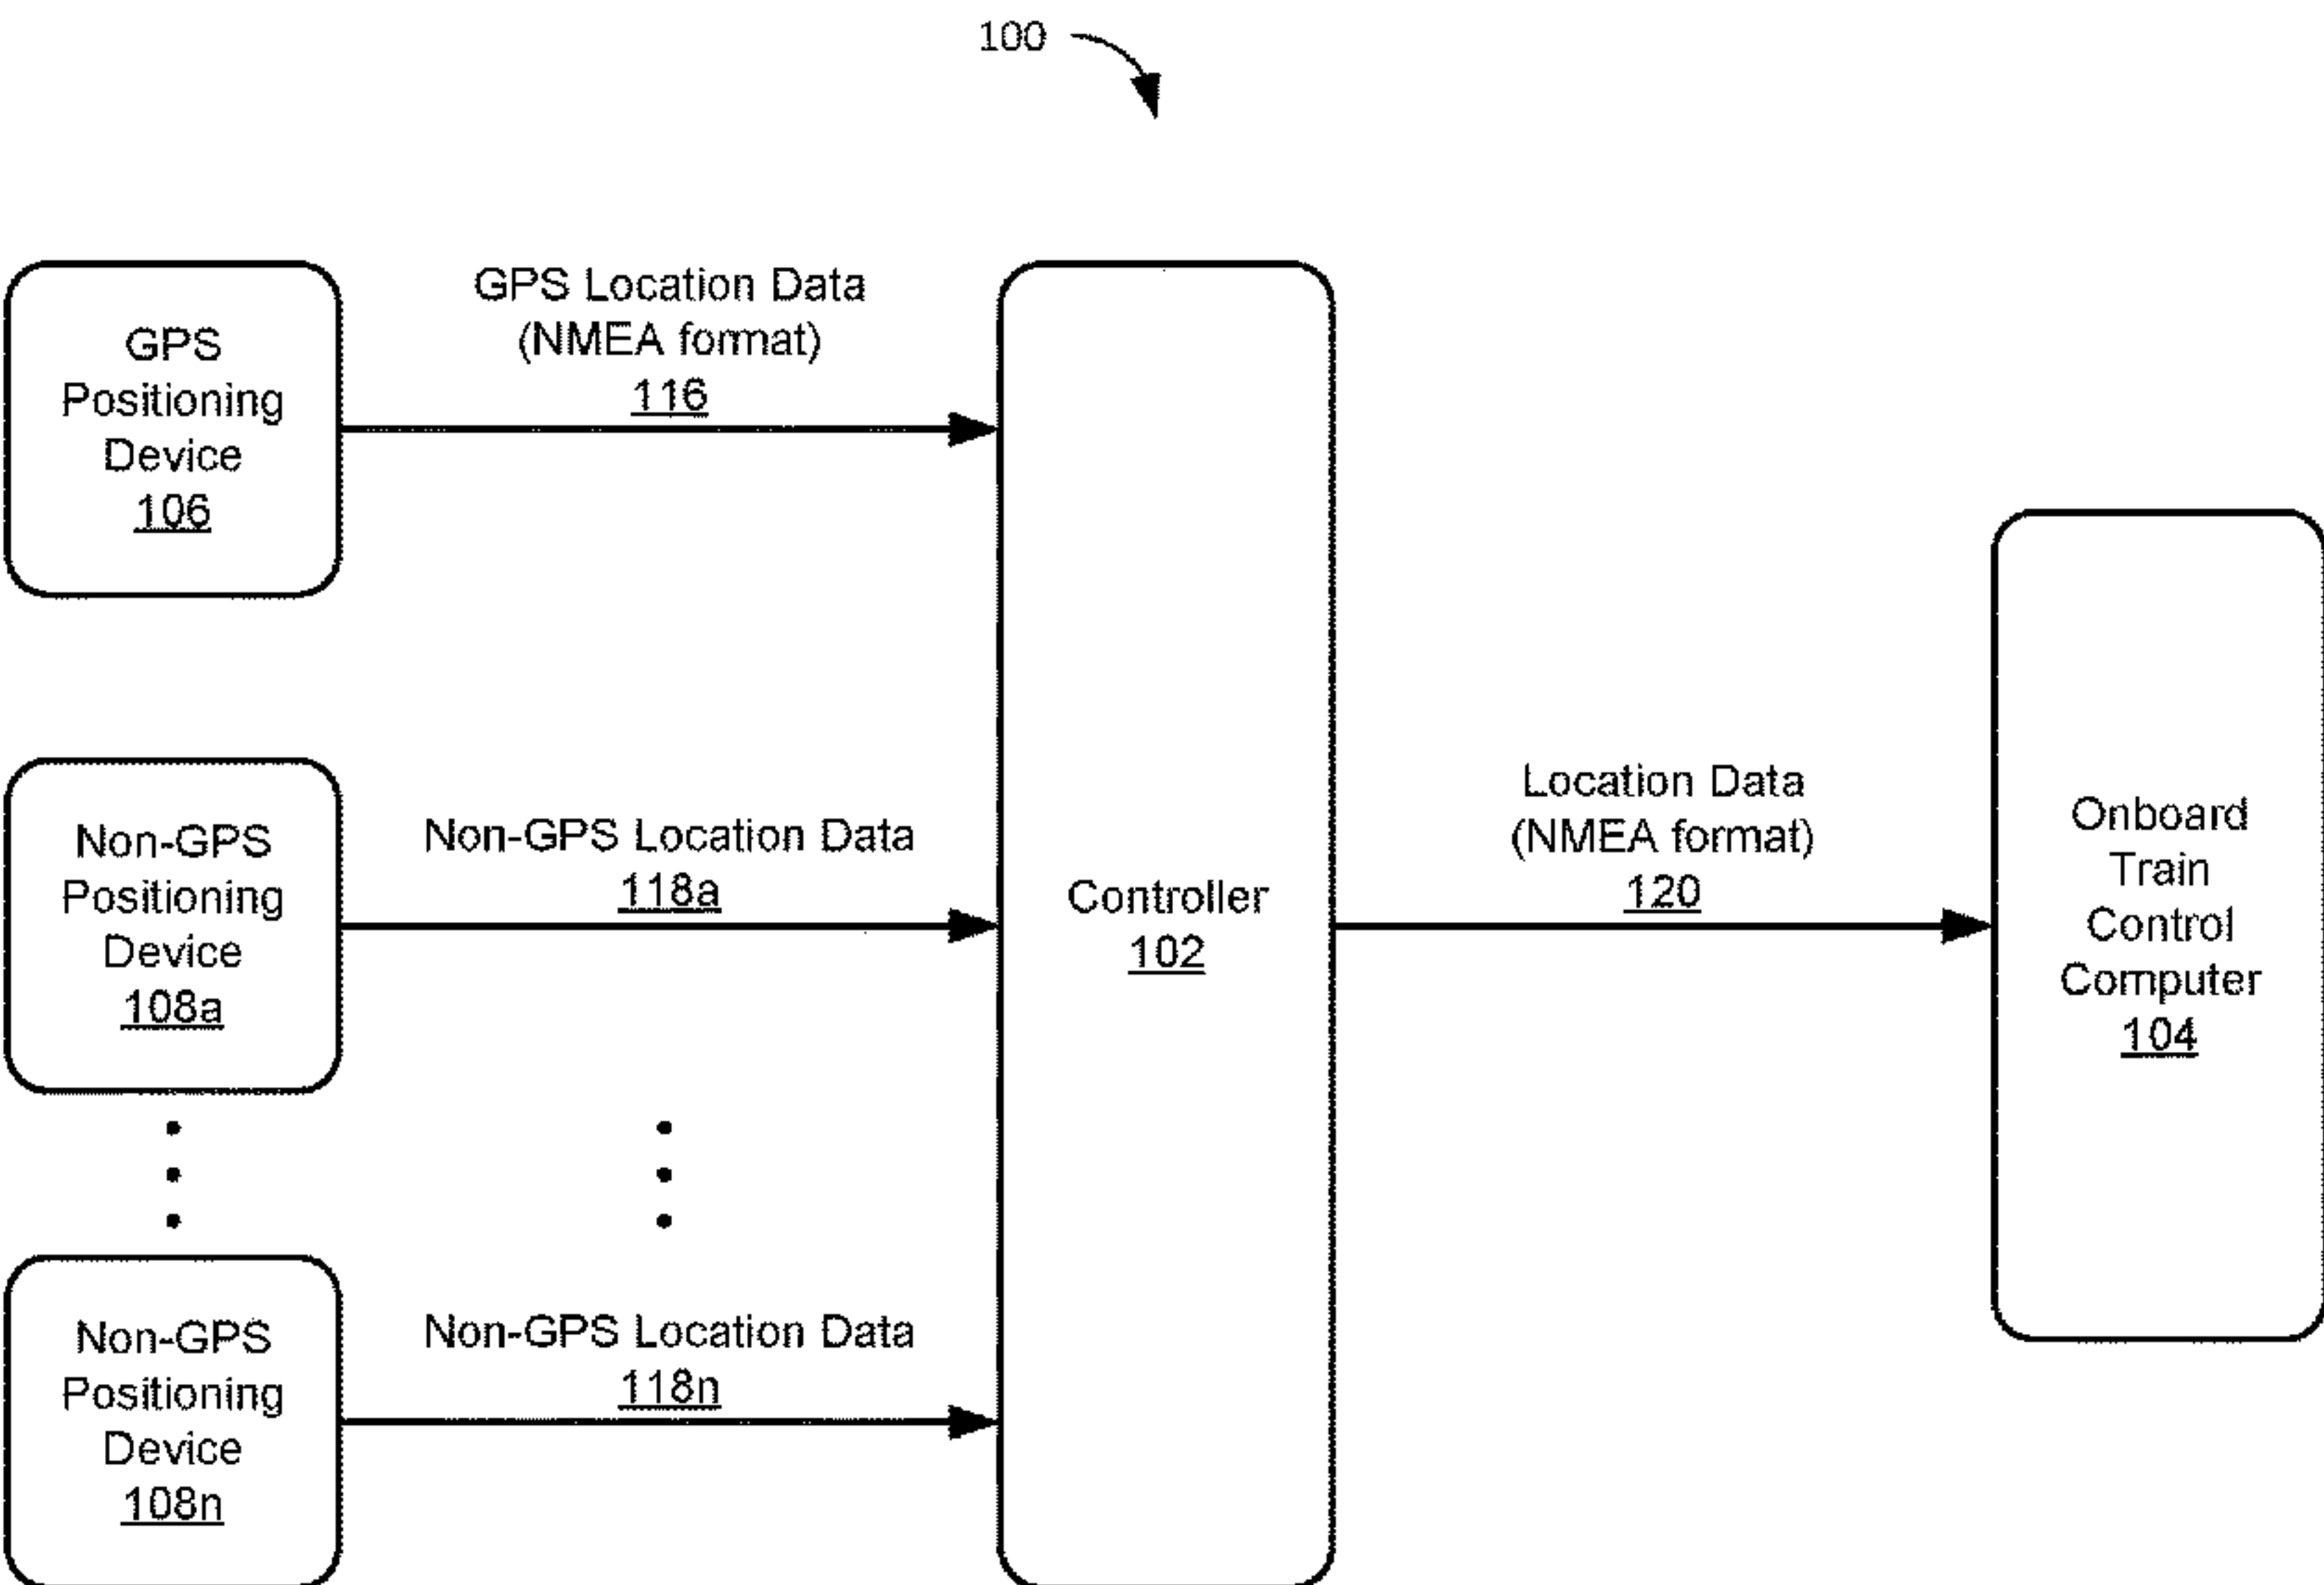 100
GPS
Positioning
Device
106
GPS Location Data
(NMEA format)
116
Non-GPS
Positioning
Device
108a
Non-GPS Location Data
118a
Non-GPS
Positioning
Device
108n
Non-GPS Location Data
118n
Controller
102
Location Data
(NMEA format)
120
Onboard
Train
Control
Computer
104